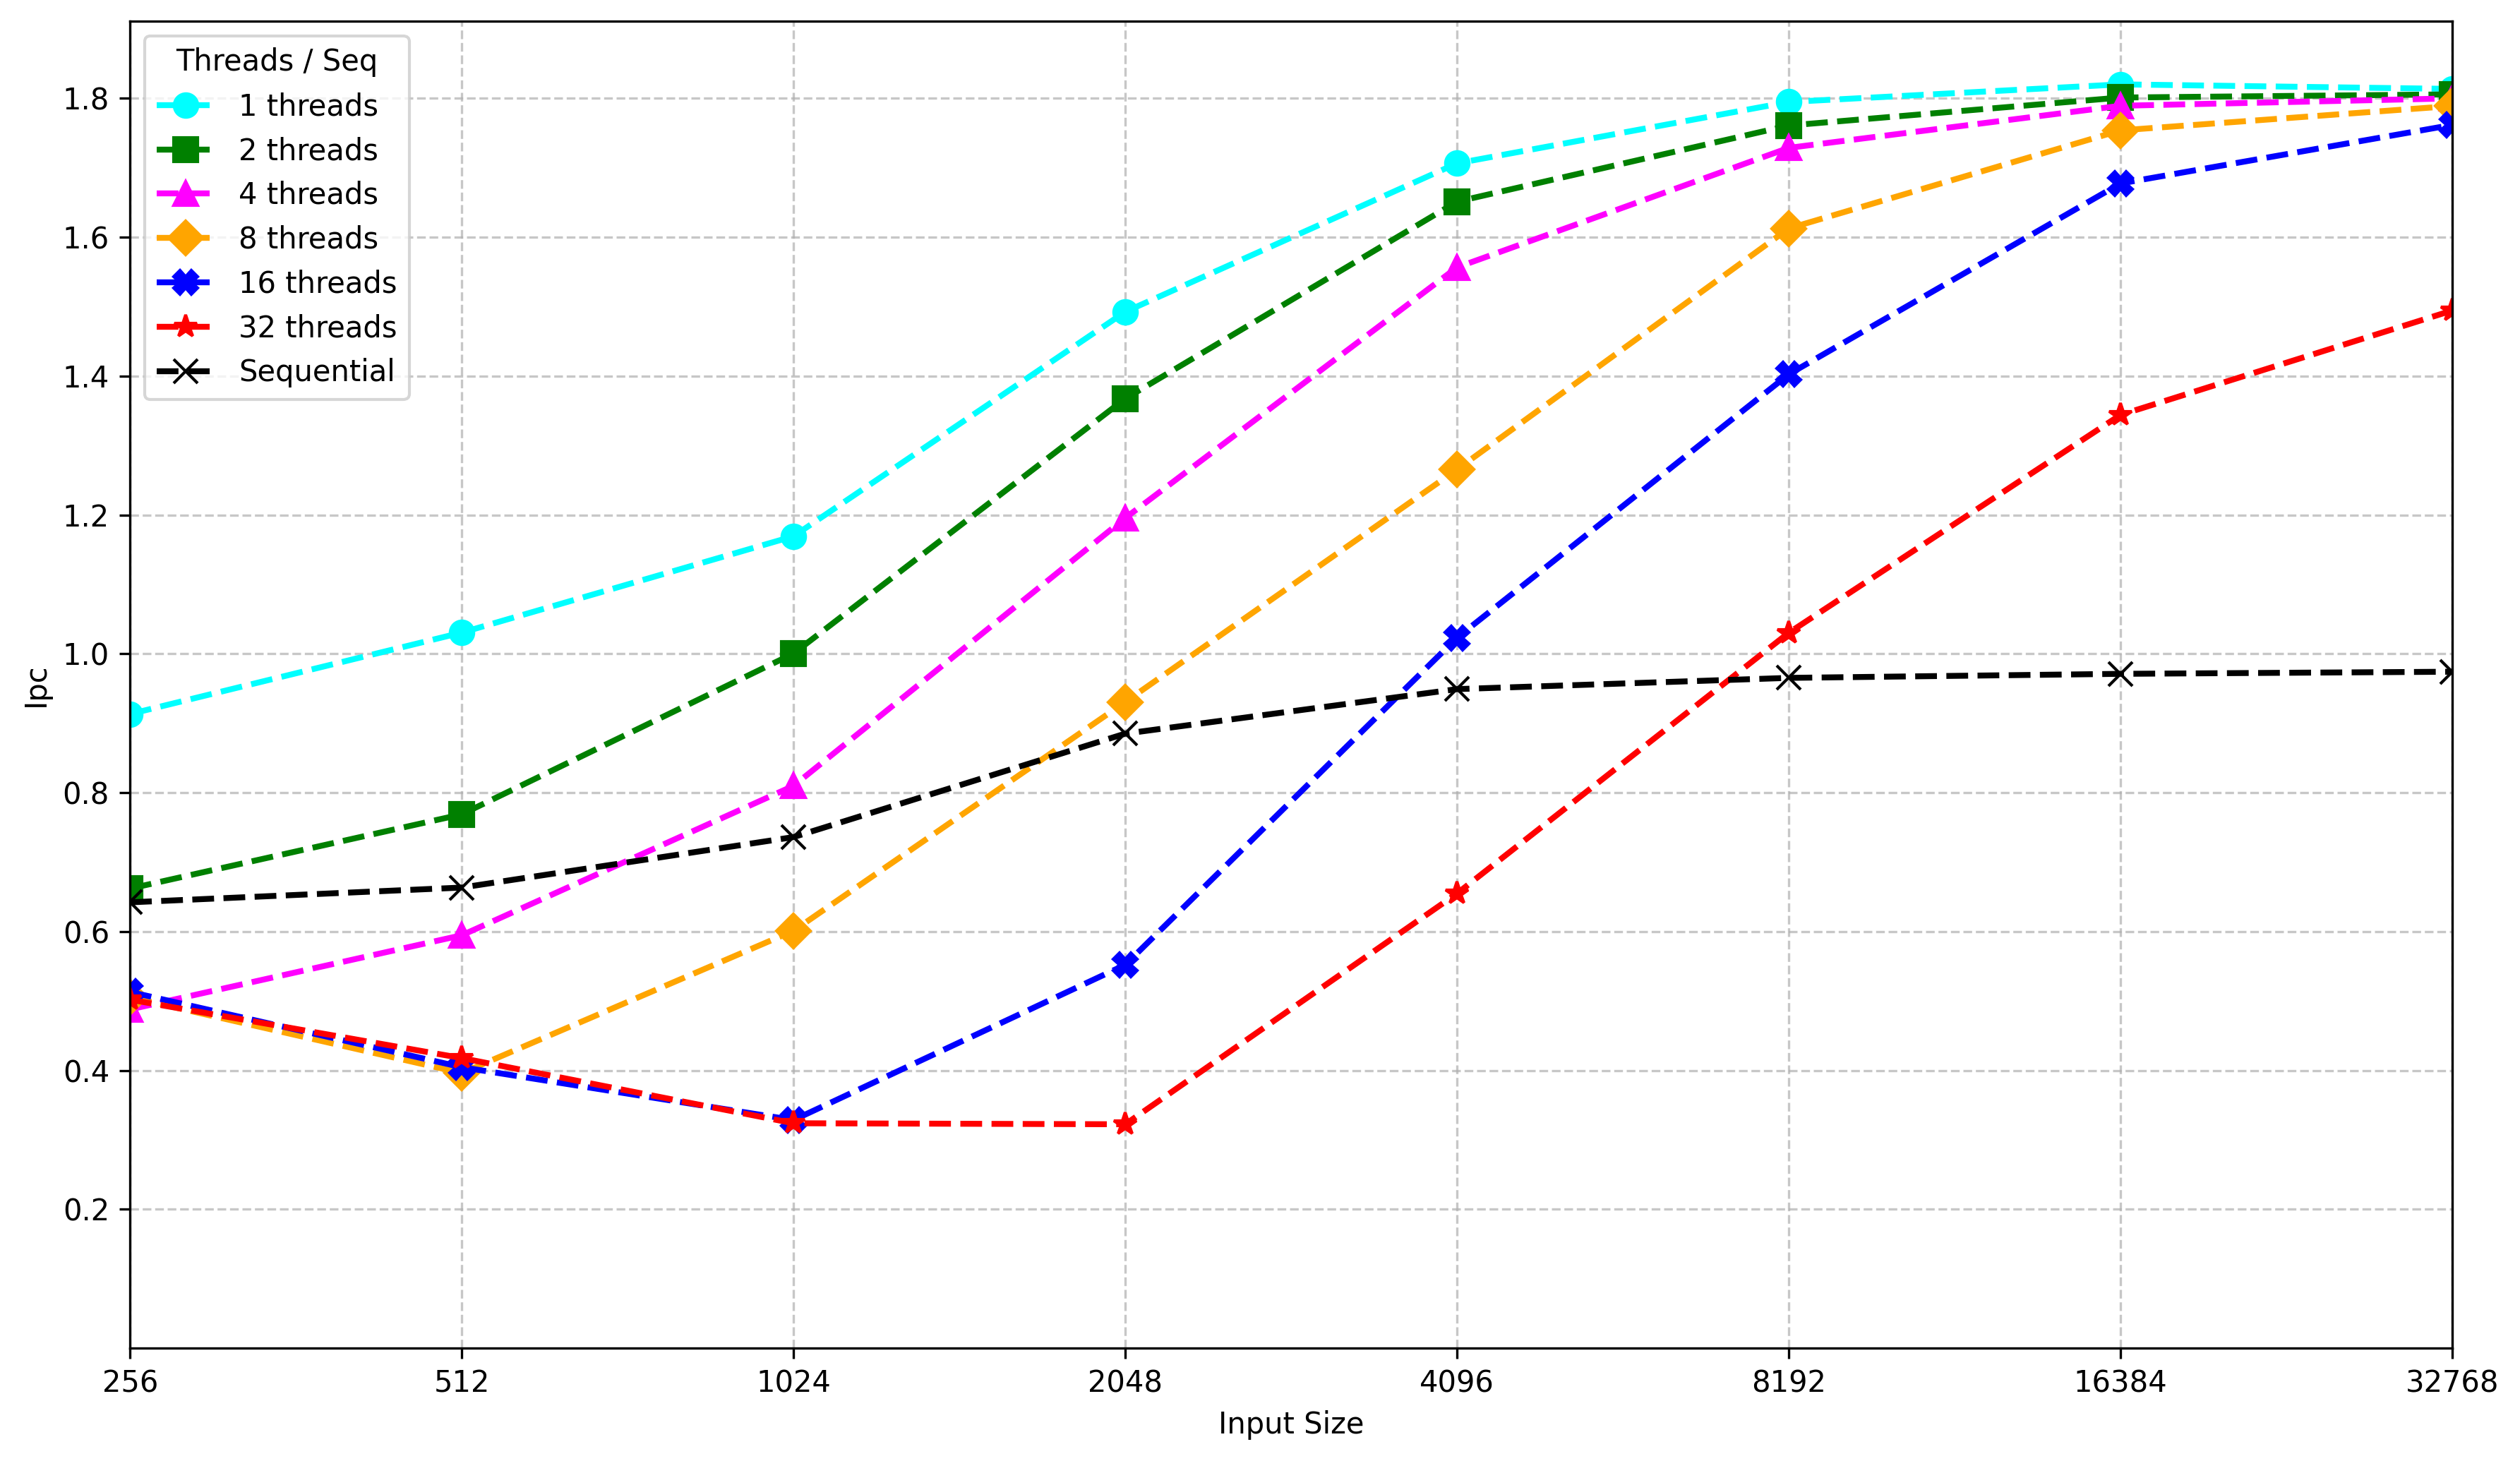 Threads / Seq
1 threads
2 threads
4 threads
8 threads
16 threads
32 threads
Sequential
Ipc
1.8
1.6
1.4
1.2
1.0
0.8
0.6
0.4
0.2
256 512 1024 2048 4096 8192 16384 32768
Input Size